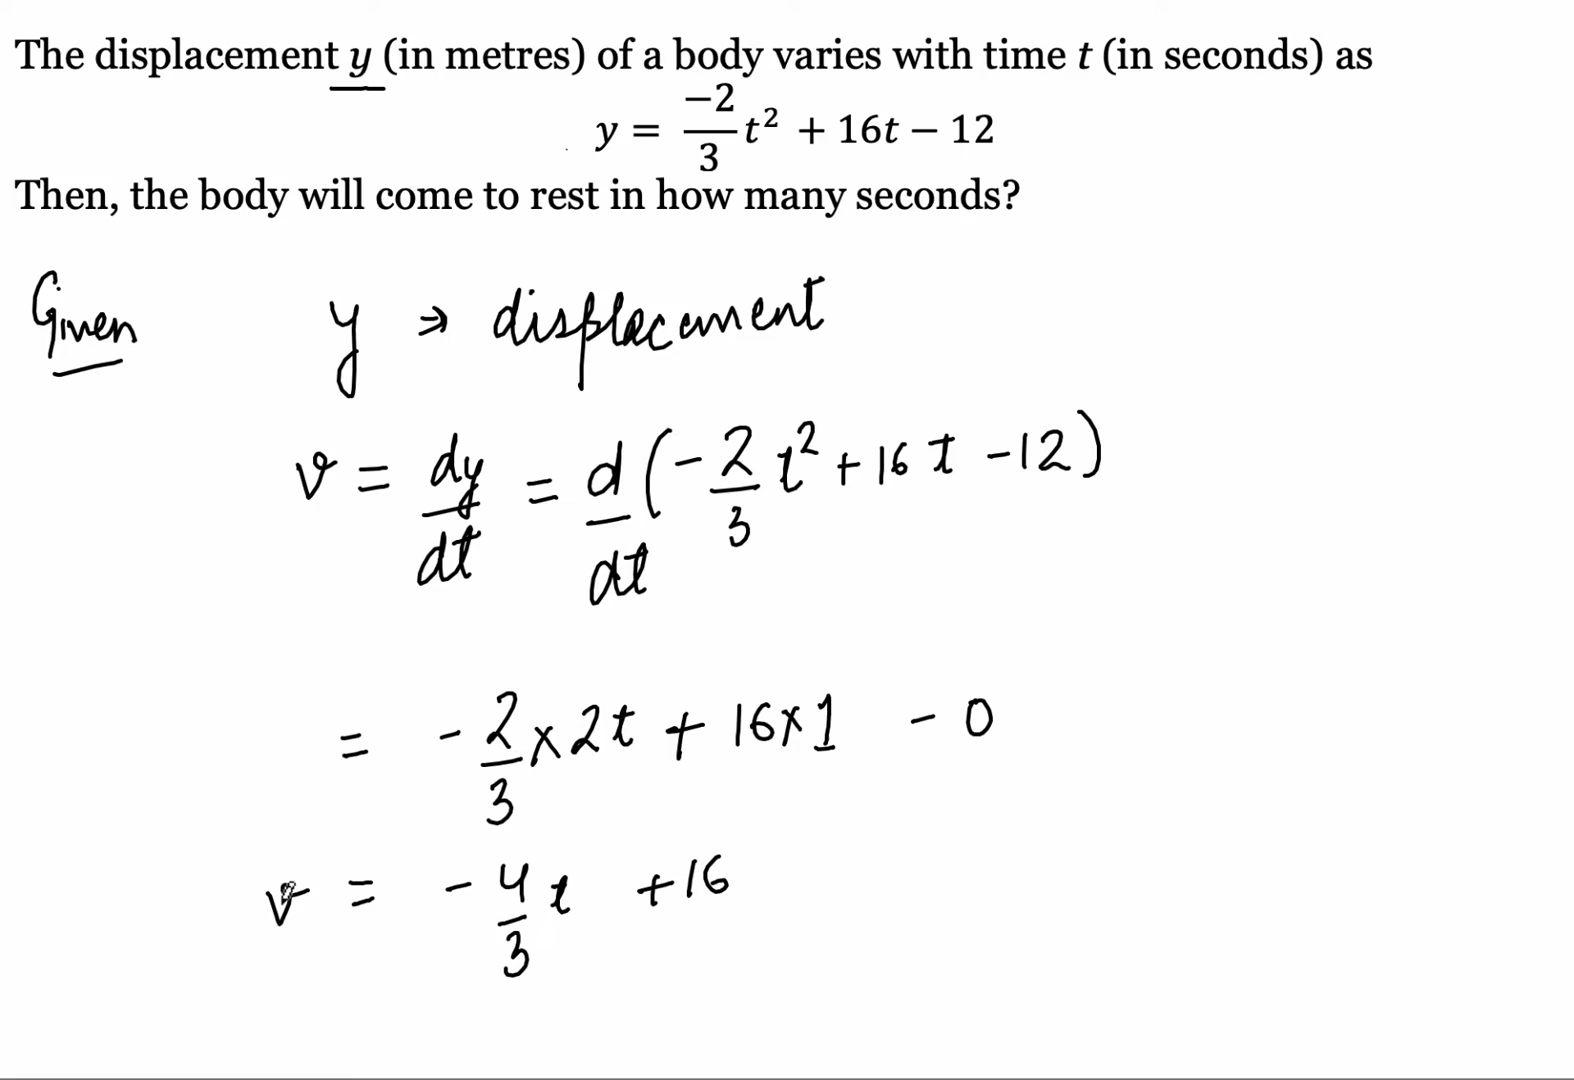 The displacement y (in metres) of a body varies with time t (in seconds) as
y = -2/3 t² + 16t − 12
Then, the body will come to rest in how many seconds?
Given y ⇒ displacement
v = dy/dt = d/dt (-2/3 t² + 16t - 12)
= -2/3 × 2t + 16×1 - 0
v = -4/3 t + 16